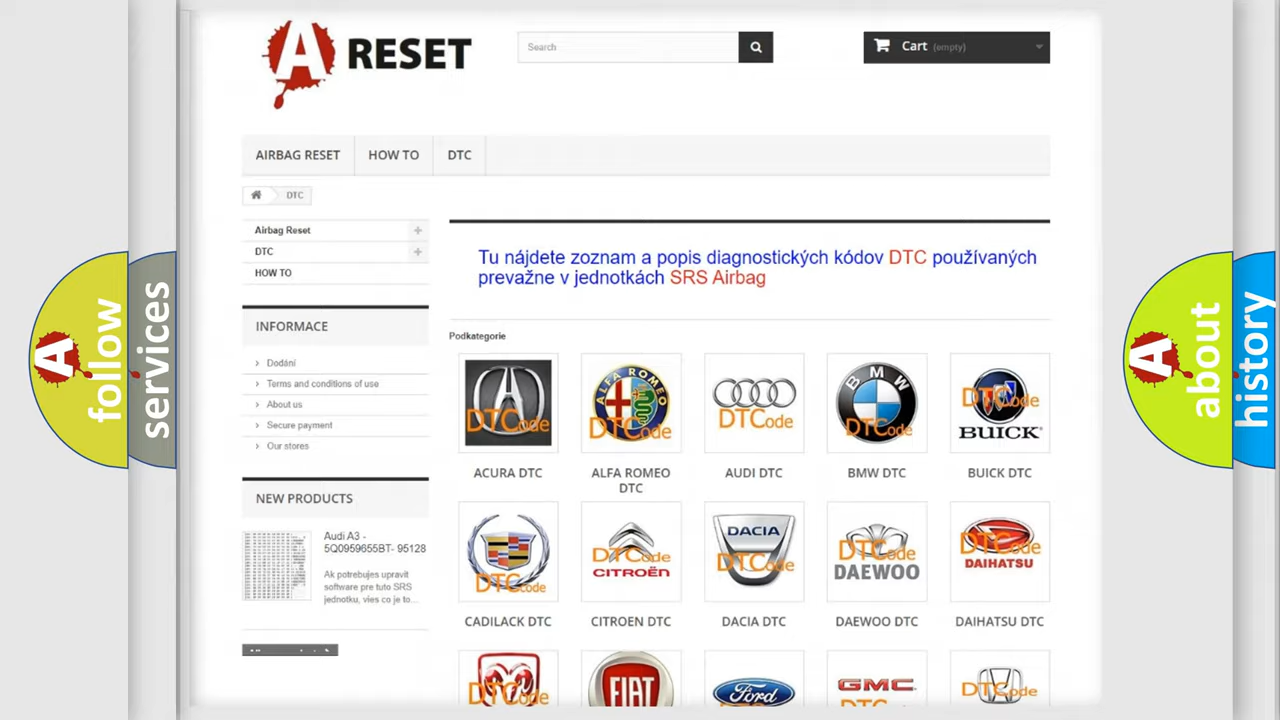 A RESET
Search
Cart (empty)
AIRBAG RESET
HOW TO
DTC
DTC
Airbag Reset
DTC
HOW TO
Tu nájdete zoznam a popis diagnostických kódov DTC používaných
prevažne v jednotkách SRS Airbag
INFORMACE
Dodání
Terms and conditions of use
About us
Secure payment
Our stores
NEW PRODUCTS
Audi A3 -
5Q0959655BT- 95128
Ak potrebujes upravit
software pre tuto SRS
jednotku, vies co je to...
Podkategorie
DTCode
ALFA ROMEO
DTCode
DTCode
BMW
DTCode
DTCode
BUICK
ACURA DTC
ALFA ROMEO
DTC
AUDI DTC
BMW DTC
BUICK DTC
DTCode
DTCode
CITROËN
DACIA
DTCode
DTCode
DAEWOO
DTCode
DAIHATSU
CADILACK DTC
CITROEN DTC
DACIA DTC
DAEWOO DTC
DAIHATSU DTC
DTCode
FIAT
Ford
GMC
DTCode
A follow
services
A about
history